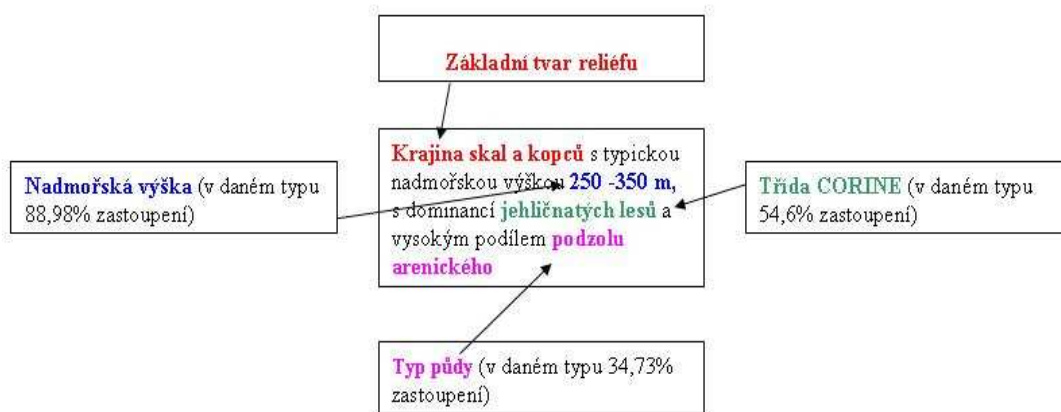 Základní tvar reliéfu
Krajina skal a kopců s typickou
nadmořskou výškou 250 -350 m,
s dominancí jehličnatých lesů a
vysokým podílem podzolu
arenického
Nadmořská výška (v daném typu
88,98% zastoupení)
Třída CORINE (v daném typu
54,6% zastoupení)
Typ půdy (v daném typu 34,73%
zastoupení)